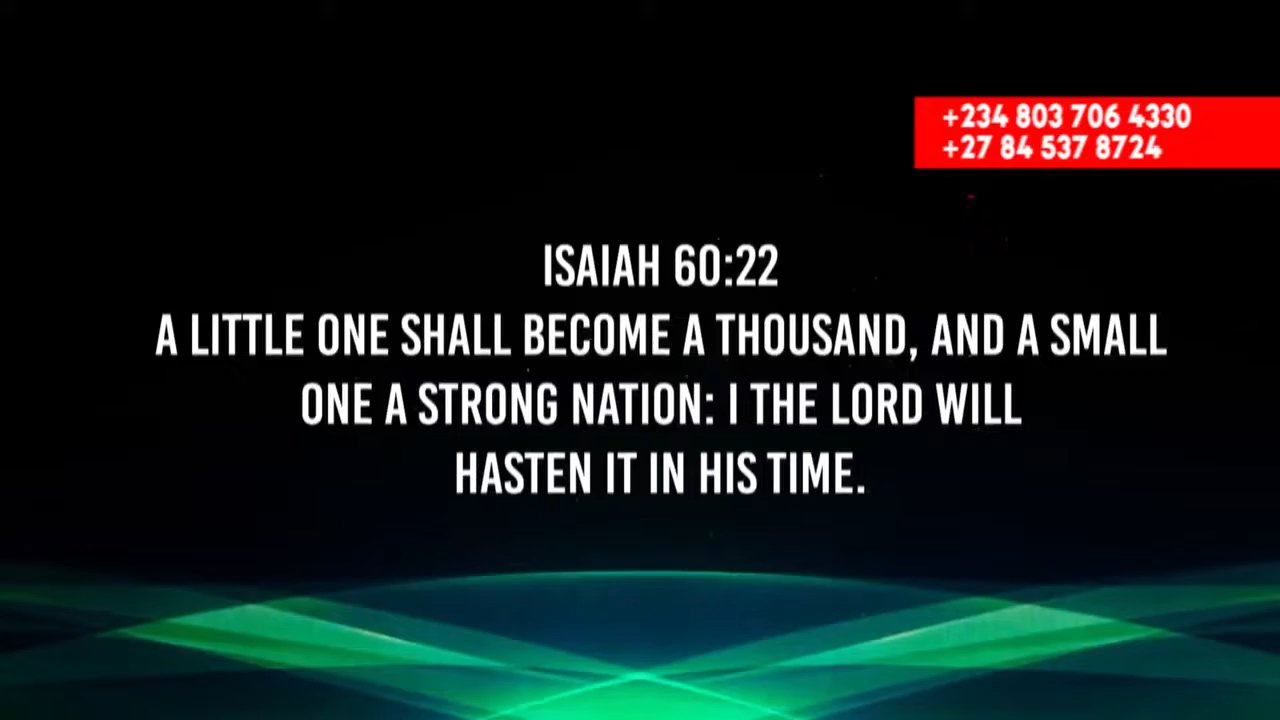 +234 803 706 4330
+27 84 537 8724
ISAIAH 60:22
A LITTLE ONE SHALL BECOME A THOUSAND, AND A SMALL
ONE A STRONG NATION: I THE LORD WILL
HASTEN IT IN HIS TIME.